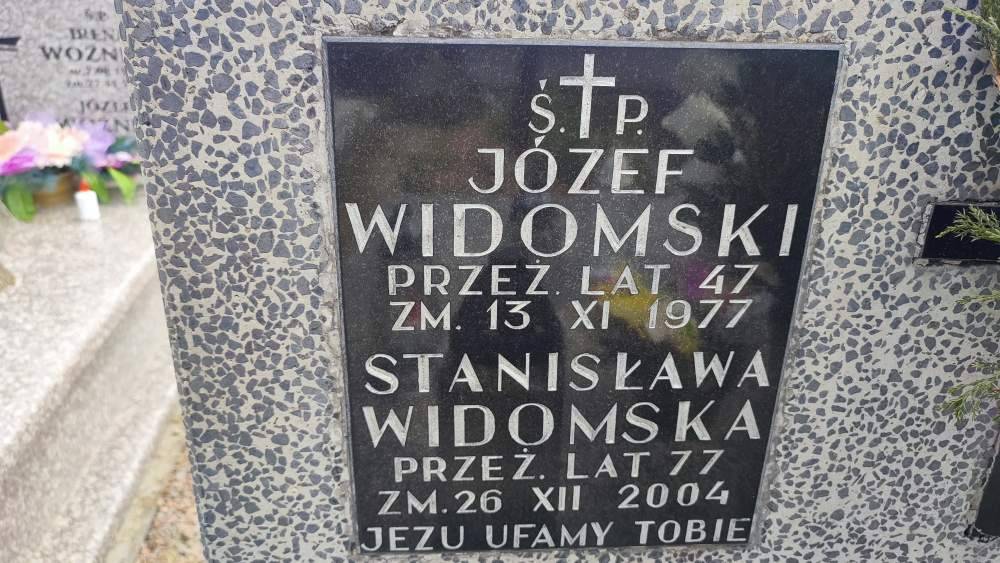 Ś. P.
JÓZEF
WIDOMSKI
PRZEŻ. LAT 47
ZM. 13 XI 1977
STANISŁAWA
WIDOMSKA
PRZEŻ. LAT 77
ZM. 26 XII 2004
JEZU UFAMY TOBIE
Ś.P.